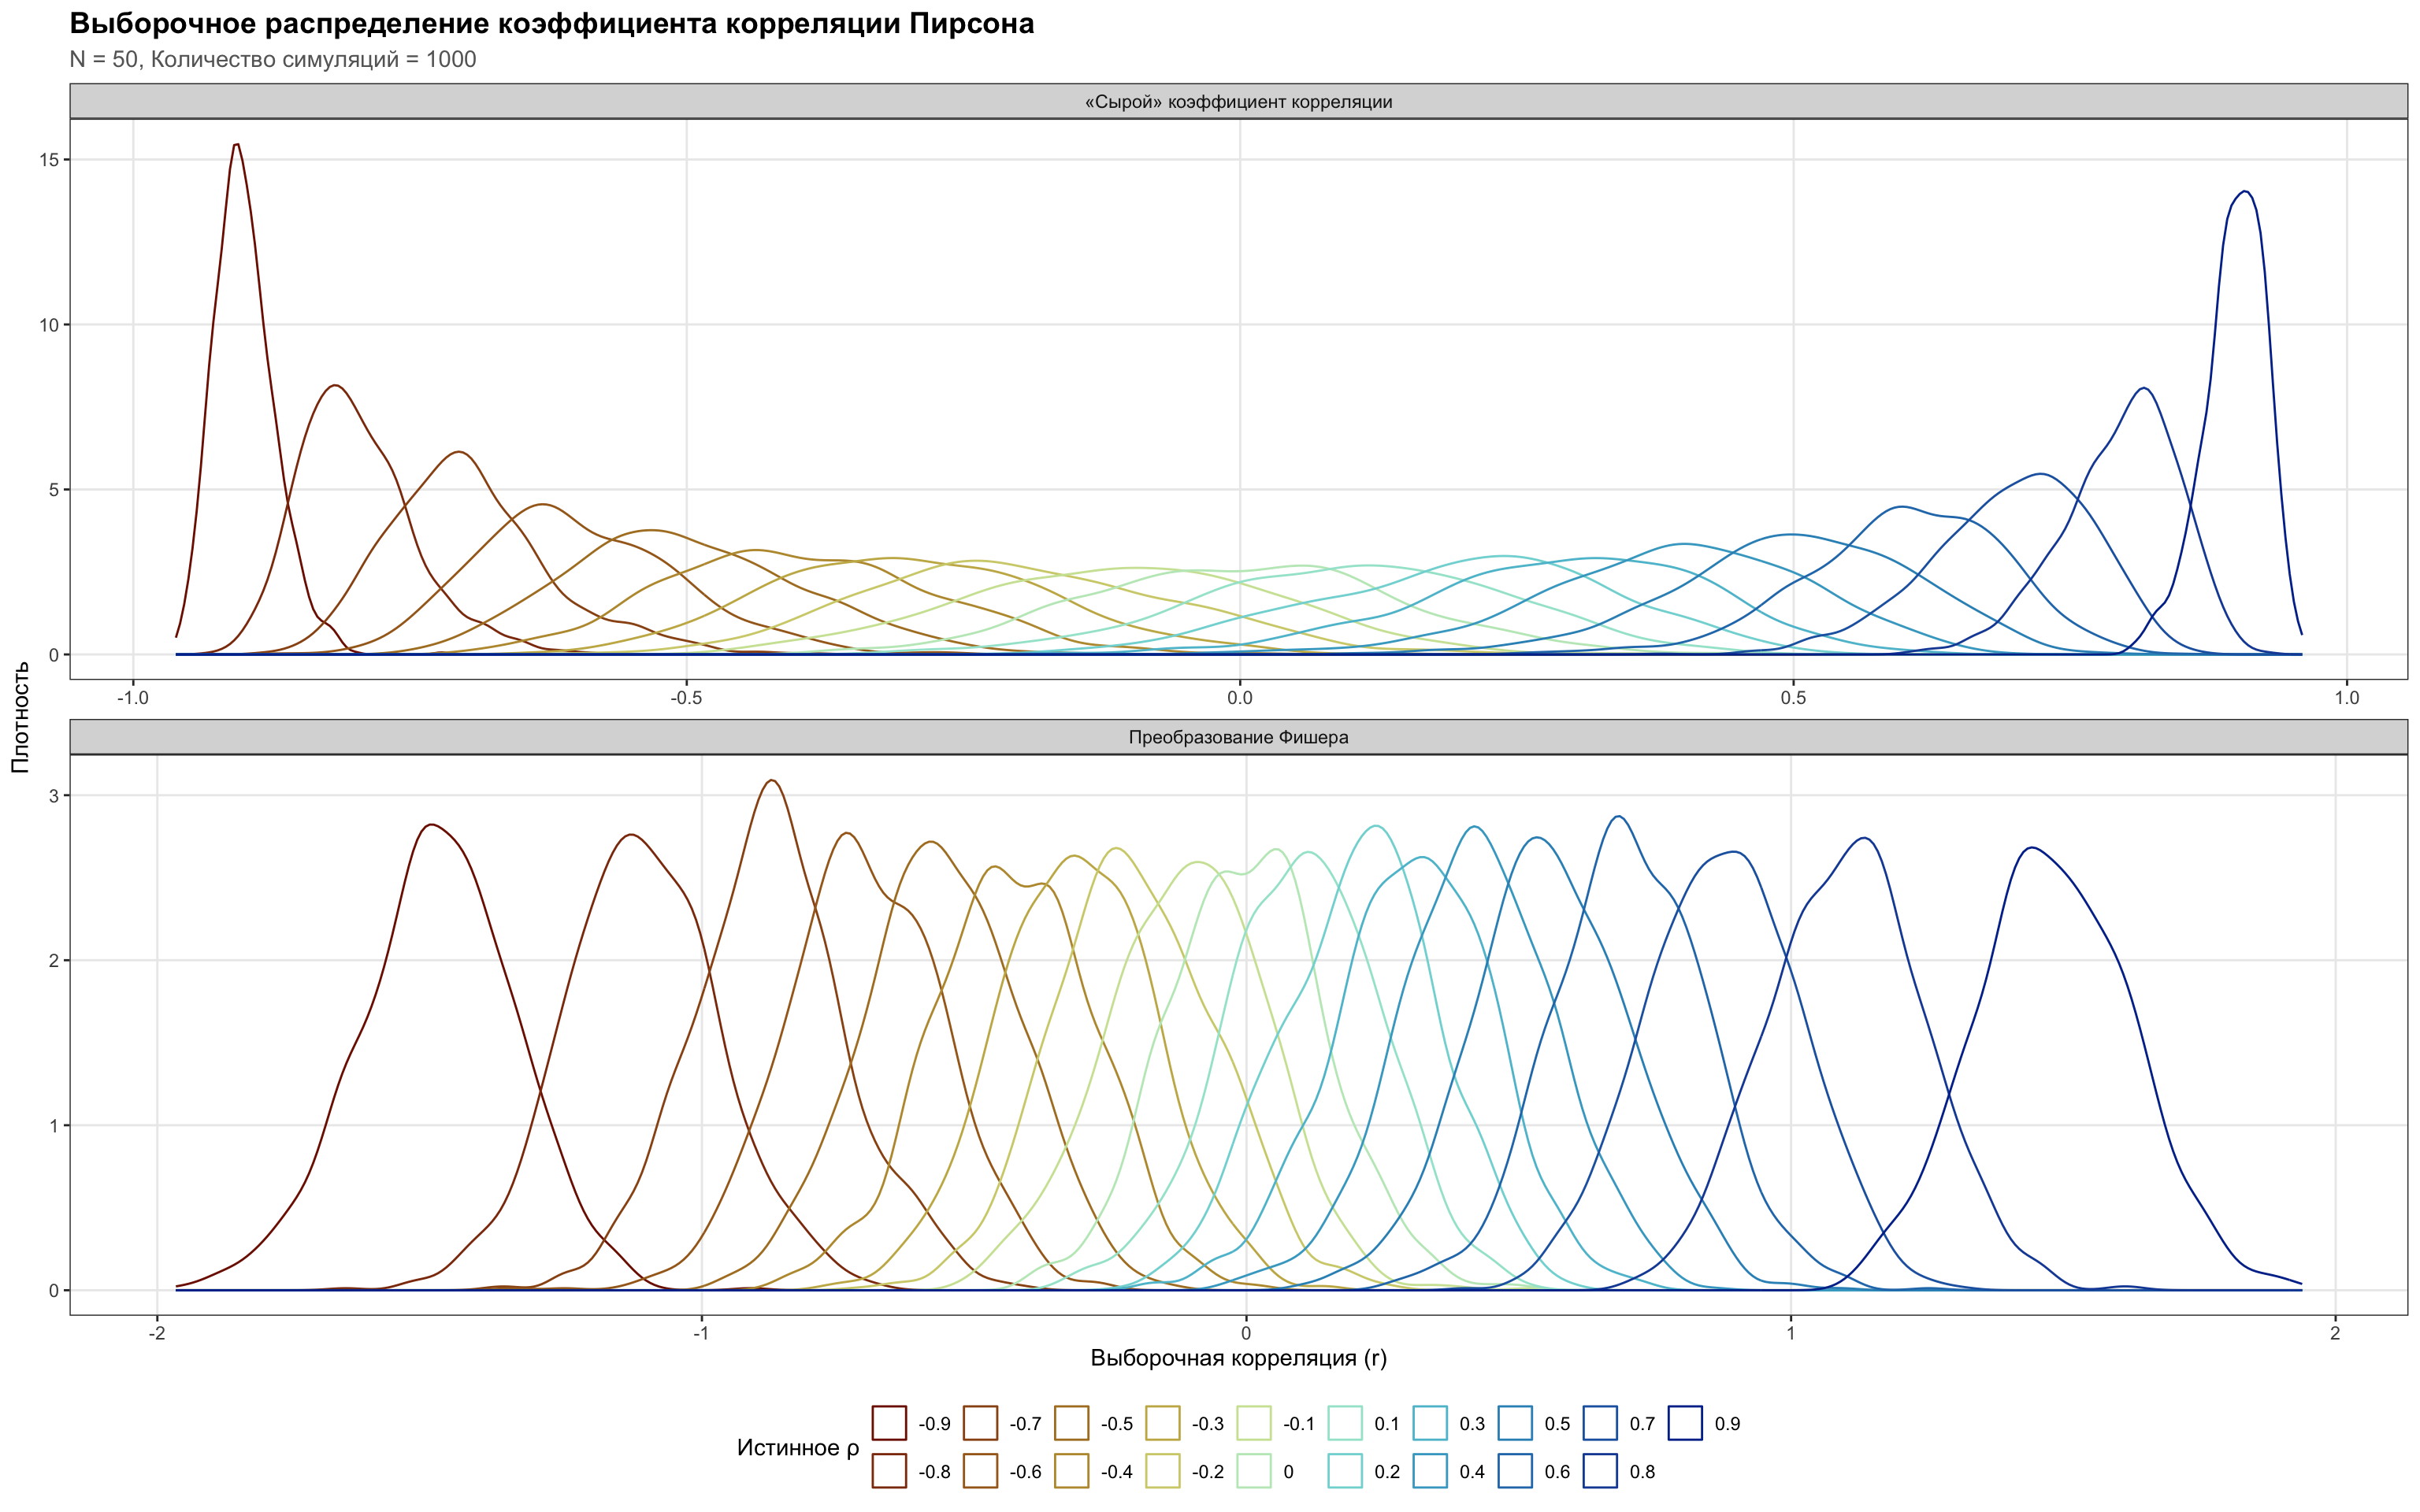 Выборочное распределение коэффициента корреляции Пирсона
N = 50, Количество симуляций = 1000
«Сырой» коэффициент корреляции
15
10
5
0
-1.0 -0.5 0.0 0.5 1.0
Плотность
Преобразование Фишера
3
2
1
0
-2 -1 0 1 2
Выборочная корреляция (r)
Истинное ρ
-0.9 -0.7 -0.5 -0.3 -0.1 0.1 0.3 0.5 0.7 0.9
-0.8 -0.6 -0.4 -0.2 0 0.2 0.4 0.6 0.8